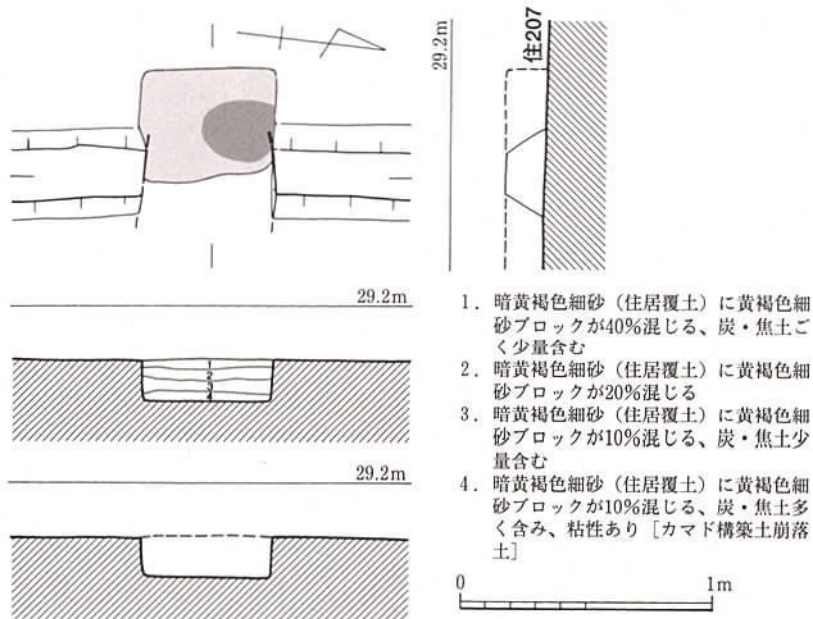 29.2m
住207
29.2m
1
2
3
4
29.2m
1．暗黄褐色細砂（住居覆土）に黄褐色細
砂ブロックが40%混じる、炭・焦土ご
く少量含む
2．暗黄褐色細砂（住居覆土）に黄褐色細
砂ブロックが20%混じる
3．暗黄褐色細砂（住居覆土）に黄褐色細
砂ブロックが10%混じる、炭・焦土少
量含む
4．暗黄褐色細砂（住居覆土）に黄褐色細
砂ブロックが10%混じる、炭・焦土多
く含み、粘性あり［カマド構築土崩落
土］
0 1m